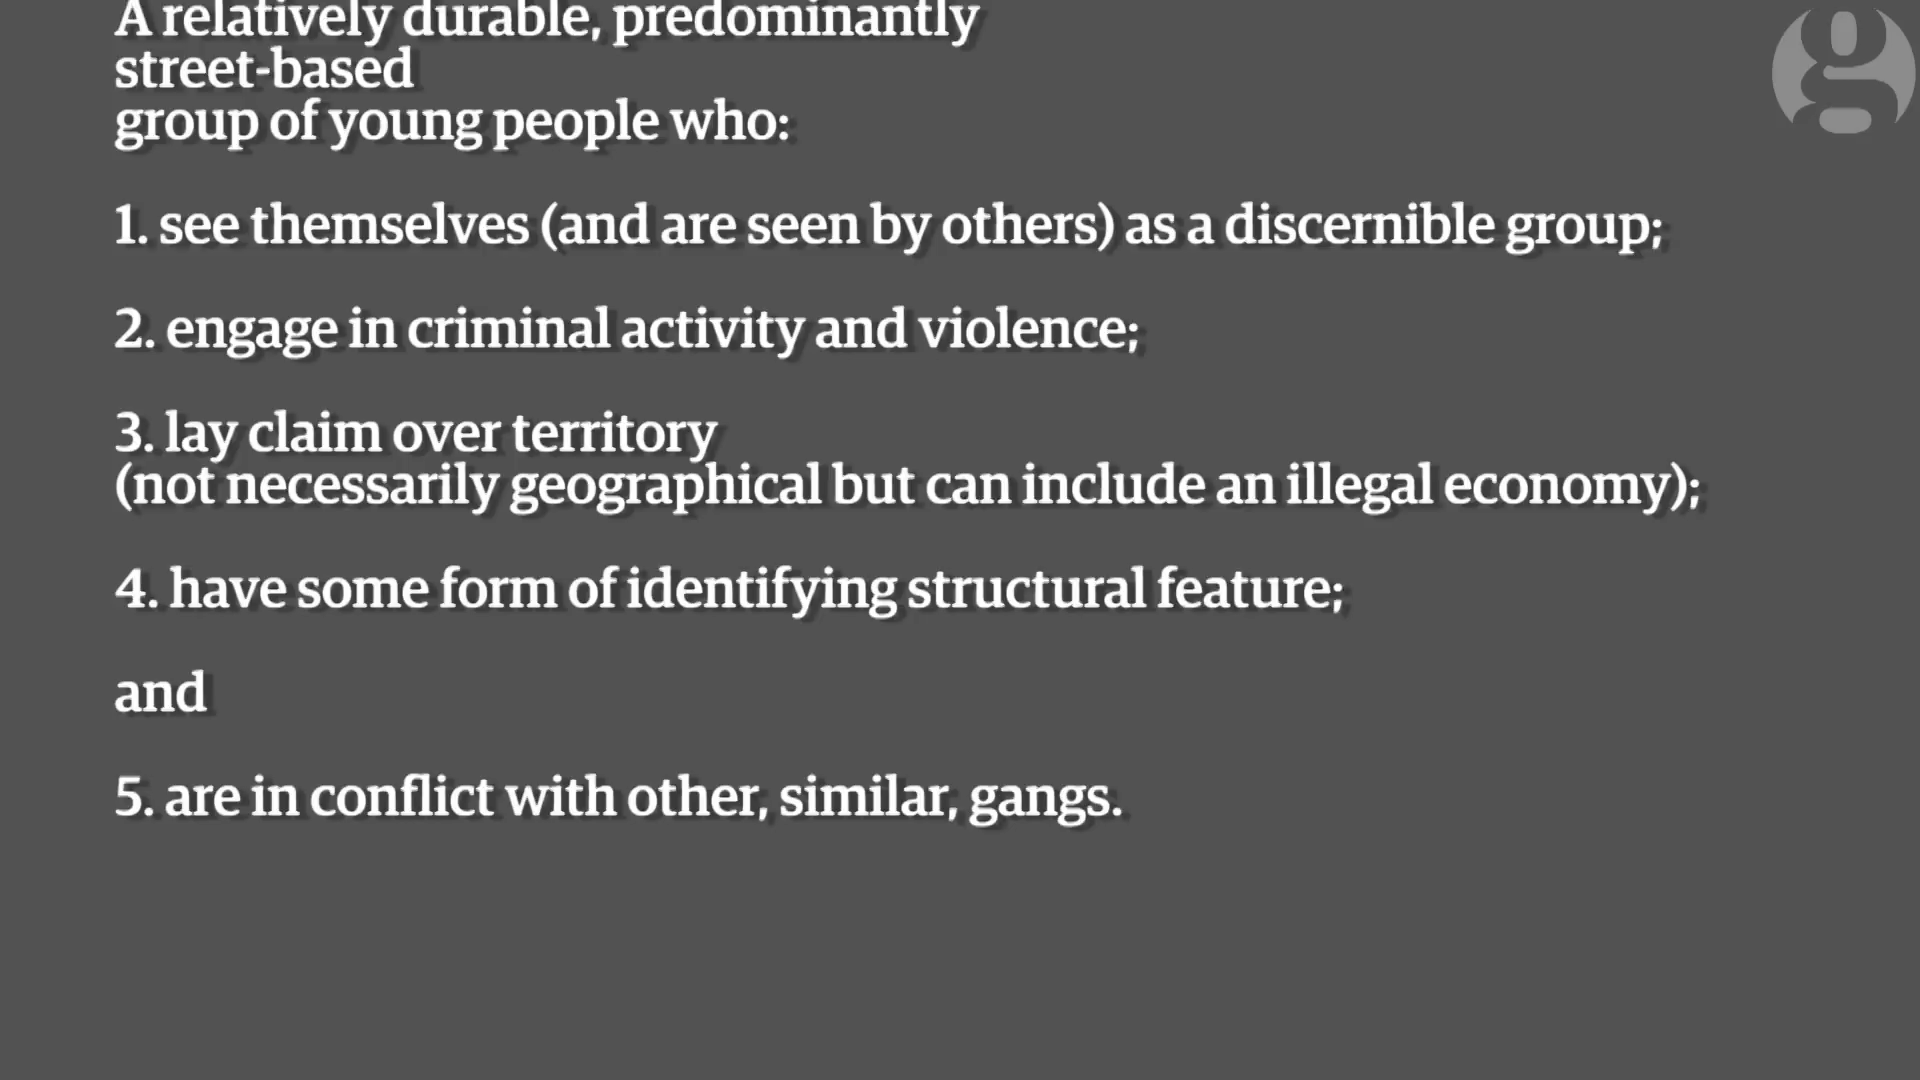 A relatively durable, predominantly
street-based
group of young people who:
1. see themselves (and are seen by others) as a discernible group;
2. engage in criminal activity and violence;
3. lay claim over territory
(not necessarily geographical but can include an illegal economy);
4. have some form of identifying structural feature;
and
5. are in conflict with other, similar, gangs.
g